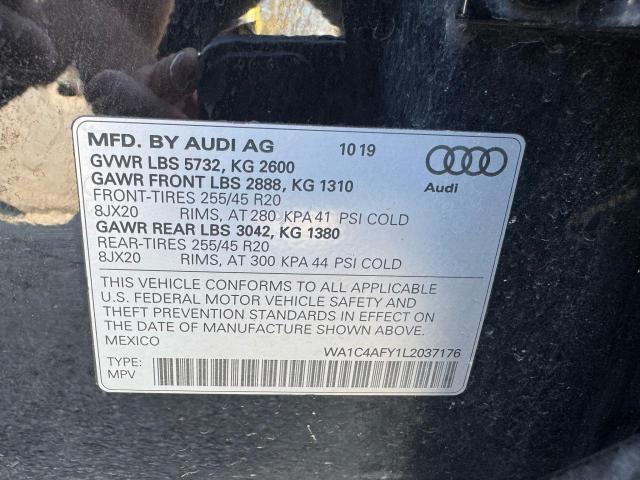 MFD. BY AUDI AG 10 19
GVWR LBS 5732, KG 2600
GAWR FRONT LBS 2888, KG 1310
FRONT-TIRES 255/45 R20
8JX20 RIMS, AT 280 KPA 41 PSI COLD
GAWR REAR LBS 3042, KG 1380
REAR-TIRES 255/45 R20
8JX20 RIMS, AT 300 KPA 44 PSI COLD
Audi
THIS VEHICLE CONFORMS TO ALL APPLICABLE
U.S. FEDERAL MOTOR VEHICLE SAFETY AND
THEFT PREVENTION STANDARDS IN EFFECT ON
THE DATE OF MANUFACTURE SHOWN ABOVE.
MEXICO
WA1C4AFY1L2037176
TYPE:
MPV